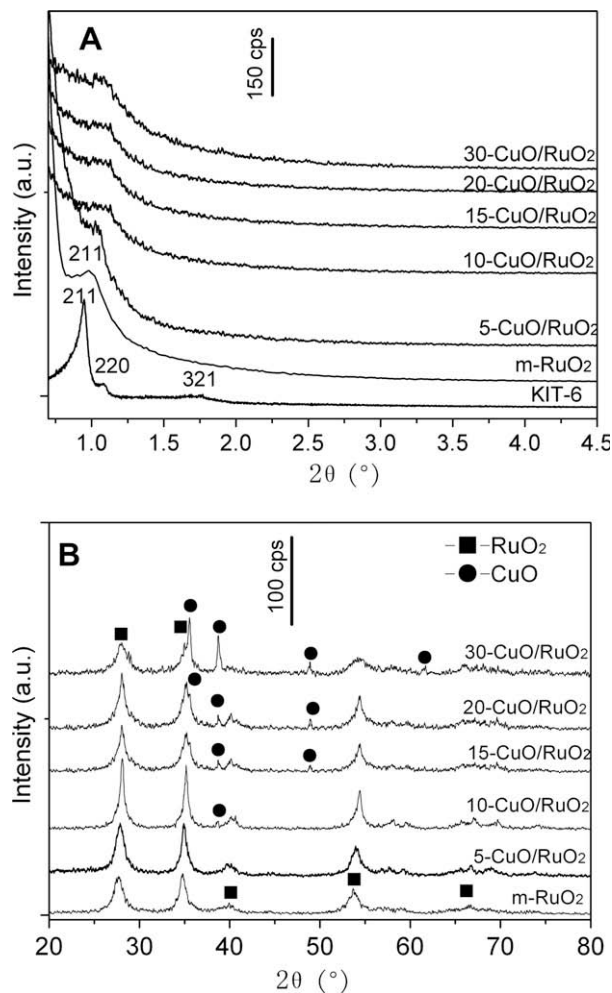 A
150 cps
30-CuO/RuO₂
20-CuO/RuO₂
15-CuO/RuO₂
10-CuO/RuO₂
5-CuO/RuO₂
m-RuO₂
KIT-6
211
211
220
321
Intensity (a.u.)
1.0 1.5 2.0 2.5 3.0 3.5 4.0 4.5
2θ (°)
B
100 cps
RuO₂
CuO
30-CuO/RuO₂
20-CuO/RuO₂
15-CuO/RuO₂
10-CuO/RuO₂
5-CuO/RuO₂
m-RuO₂
Intensity (a.u.)
20 30 40 50 60 70 80
2θ (°)